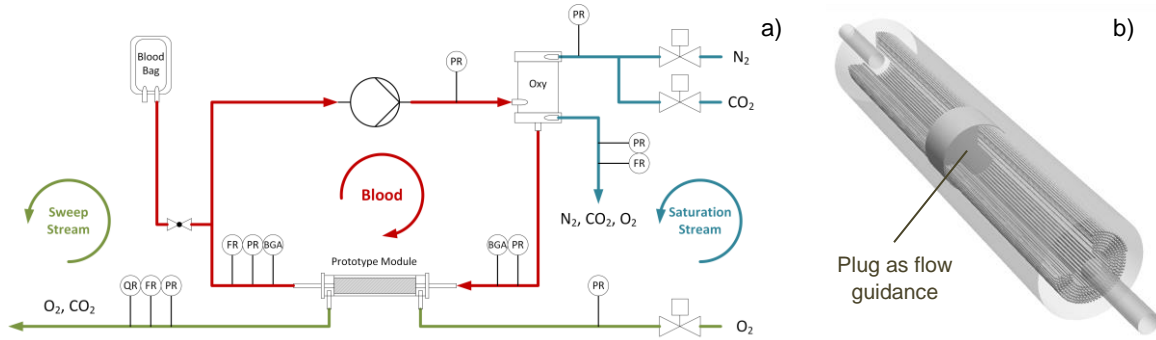 a)
b)
PR
N2
Blood
Bag
PR
Oxy
CO2
PR
FR
Blood
Sweep
Stream
N2, CO2, O2
Saturation
Stream
FR
PR
BGA
BGA
PR
Prototype Module
Plug as flow
guidance
O2, CO2
QR
FR
PR
PR
O2